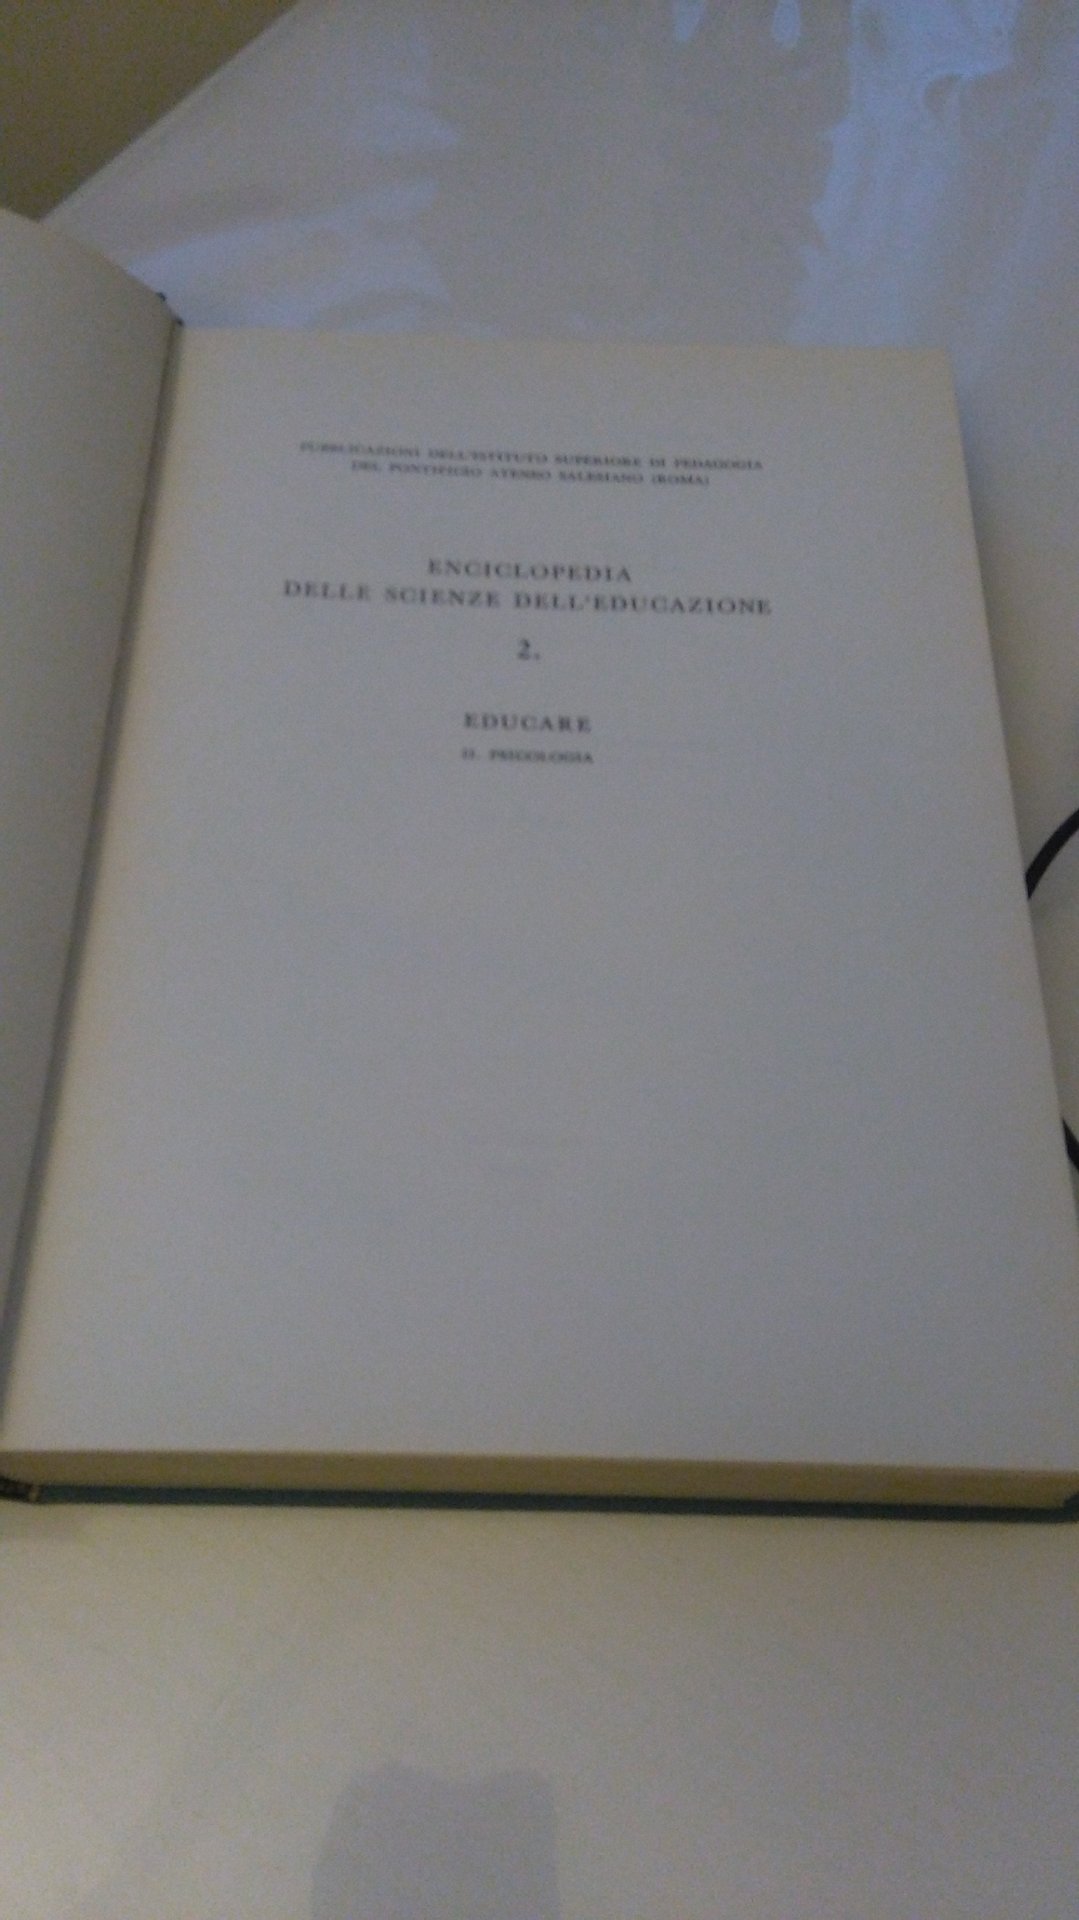 PUBBLICAZIONI DELL'ISTITUTO SUPERIORE DI PEDAGOGIA
DEL PONTIFICIO ATENEO SALESIANO (ROMA)
ENCICLOPEDIA
DELLE SCIENZE DELL'EDUCAZIONE
2.
EDUCARE
II. PSICOLOGIA